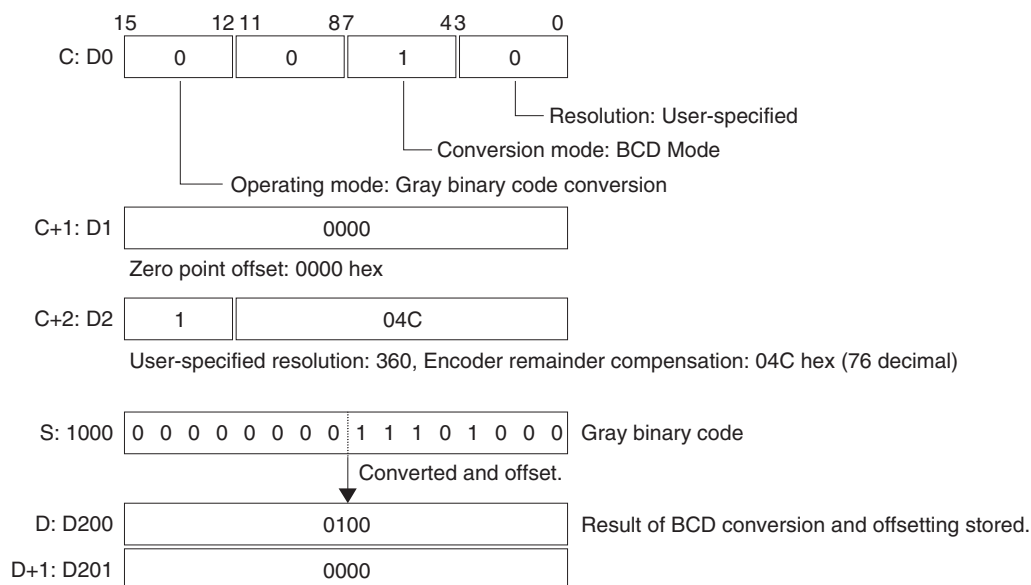 15 12 11 87 43 0
C: D0 0 0 1 0
Resolution: User-specified
Conversion mode: BCD Mode
Operating mode: Gray binary code conversion
C+1: D1 0000
Zero point offset: 0000 hex
C+2: D2 1 04C
User-specified resolution: 360, Encoder remainder compensation: 04C hex (76 decimal)
S: 1000 0 0 0 0 0 0 0 0 1 1 1 0 1 0 0 0 Gray binary code
Converted and offset.
D: D200 0100 Result of BCD conversion and offsetting stored.
D+1: D201 0000